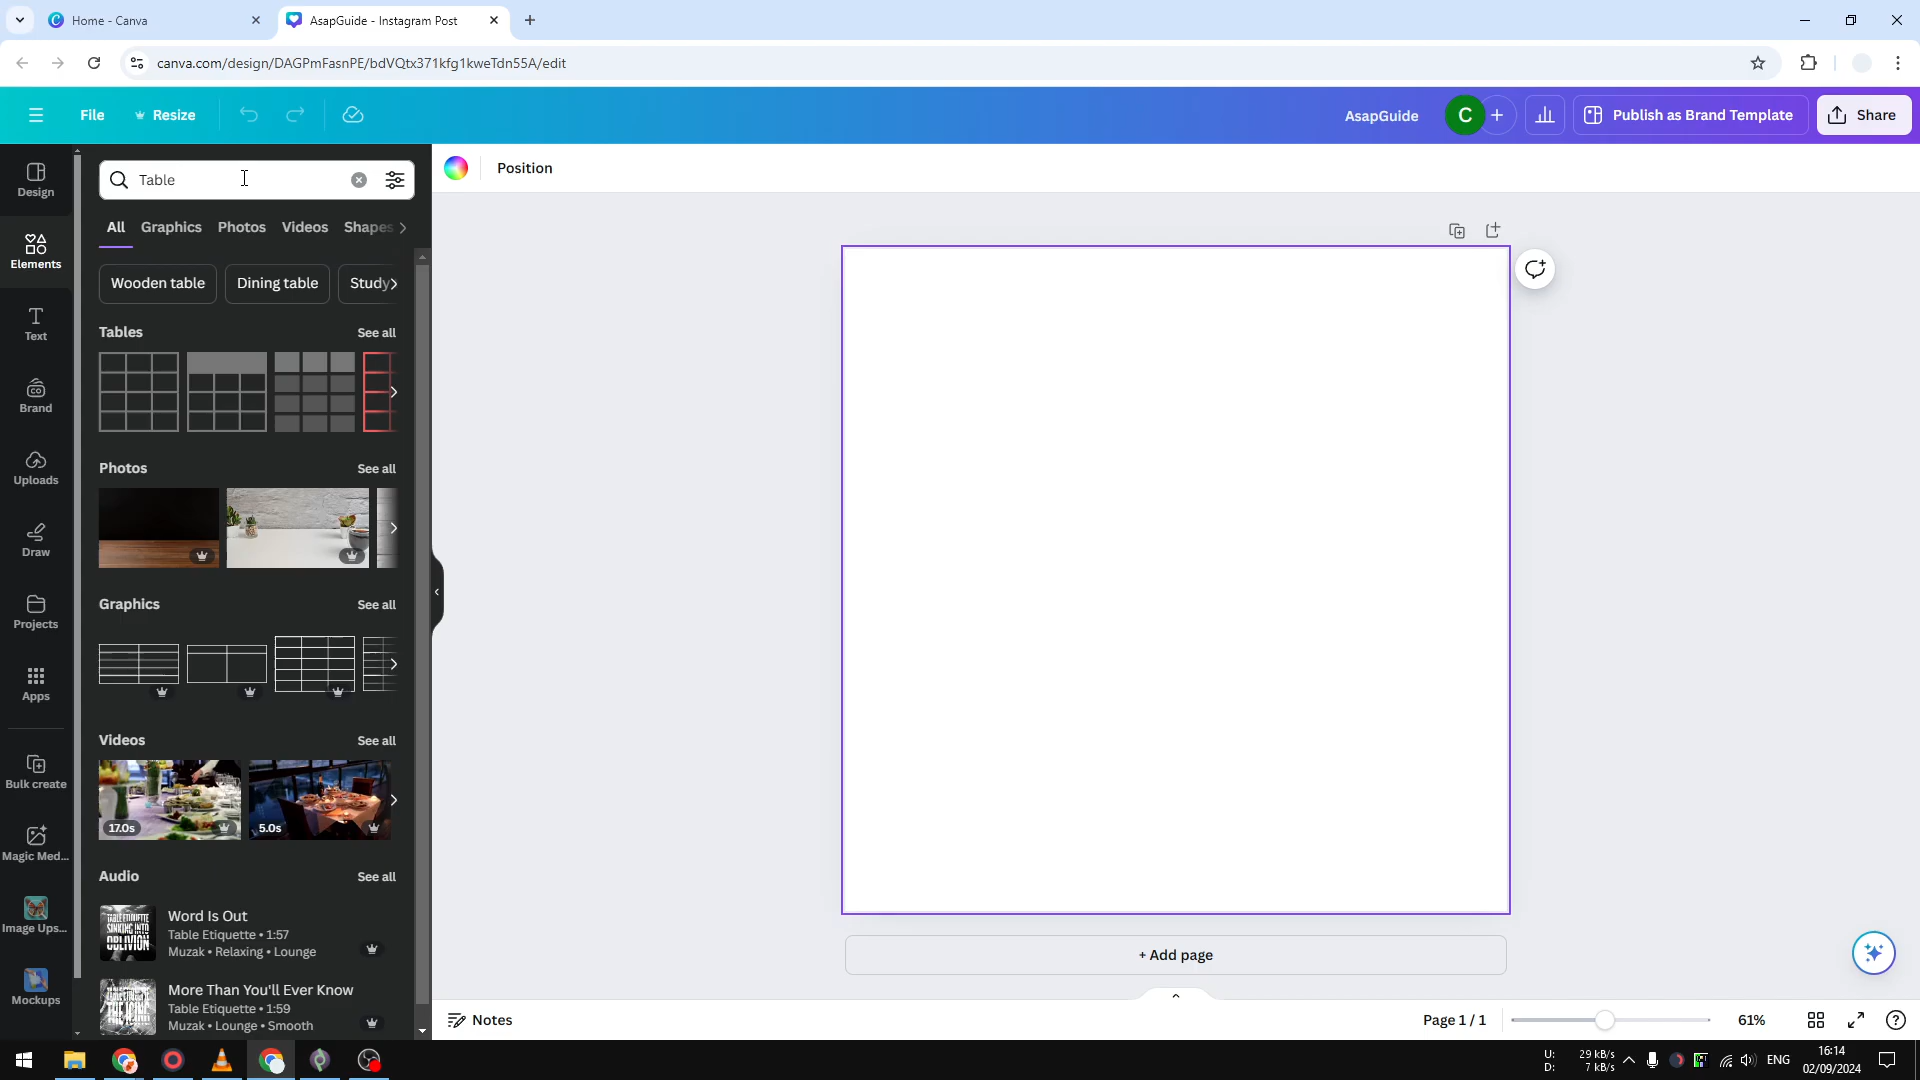 Home - Canva
AsapGuide - Instagram Post
canva.com/design/DAGPmFasnPE/bdVQtx371kfg1kweTdn55A/edit
File
Resize
AsapGuide
C
Publish as Brand Template
Share
Design
Elements
Text
Brand
Uploads
Draw
Projects
Apps
Bulk create
Magic Med...
Image Ups...
Mockups
Table
All
Graphics
Photos
Videos
Shapes
Wooden table
Dining table
Study
Tables
See all
Photos
See all
Graphics
See all
Videos
See all
17.0s
5.0s
Audio
See all
TABLE ETIQUETTE
SINKING INTO
OBLIVION
Word Is Out
Table Etiquette • 1:57
Muzak • Relaxing • Lounge
More Than You'll Ever Know
Table Etiquette • 1:59
Muzak • Lounge • Smooth
Position
+ Add page
Notes
Page 1 / 1
61%
U:
29 kB/s
D:
7 kB/s
ENG
16:14
02/09/2024